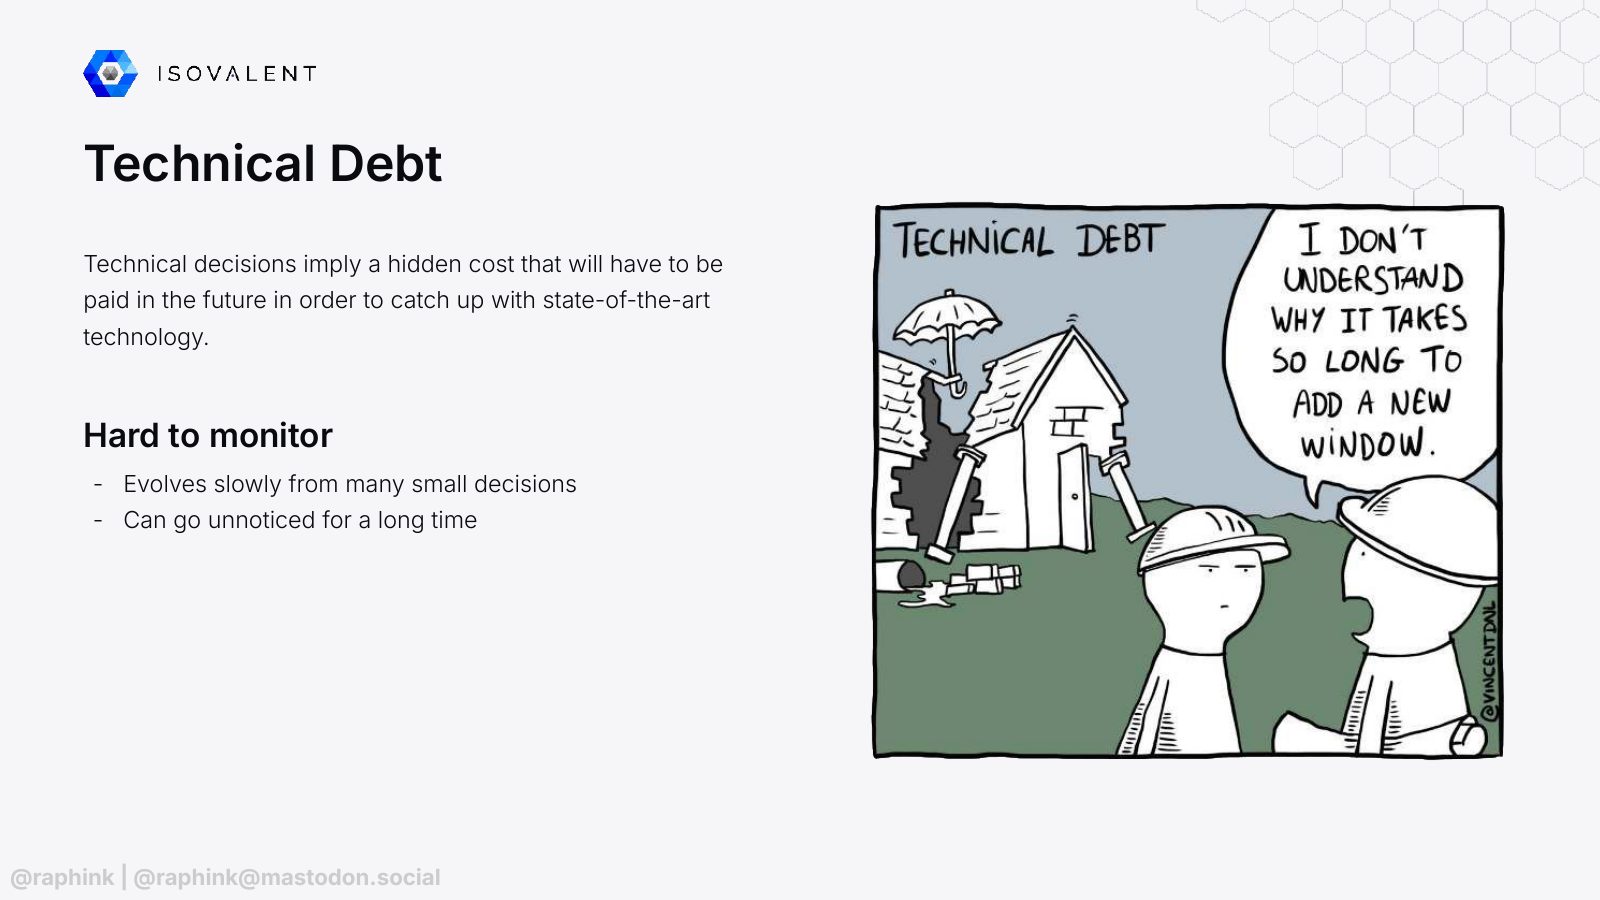 ISOVALENT
Technical Debt
Technical decisions imply a hidden cost that will have to be
paid in the future in order to catch up with state-of-the-art
technology.
Hard to monitor
- Evolves slowly from many small decisions
- Can go unnoticed for a long time
TECHNICAL DEBT
I DON'T
UNDERSTAND
WHY IT TAKES
SO LONG TO
ADD A NEW
WINDOW.
@VINCENTDNL
@raphink | @raphink@mastodon.social